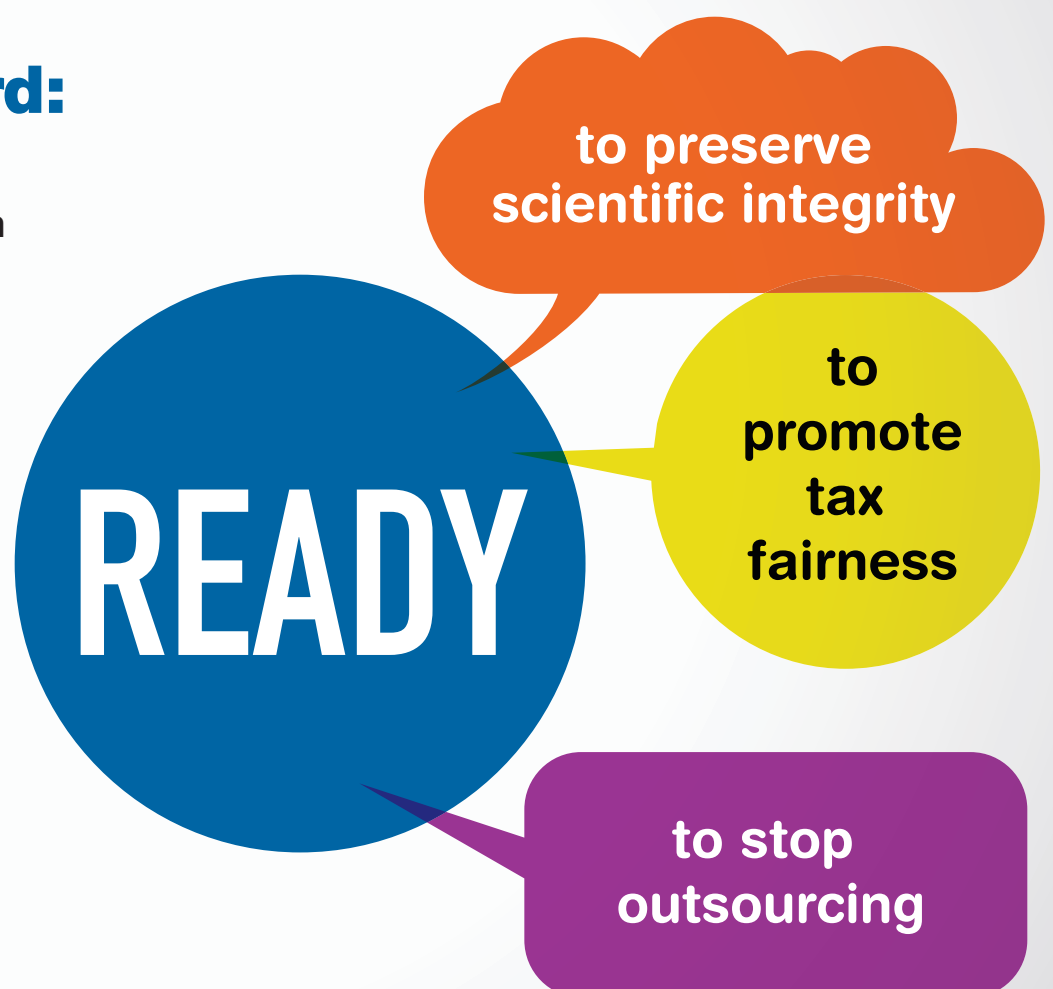 rd:
to preserve
scientific integrity
to
promote
tax
fairness
READY
to stop
outsourcing